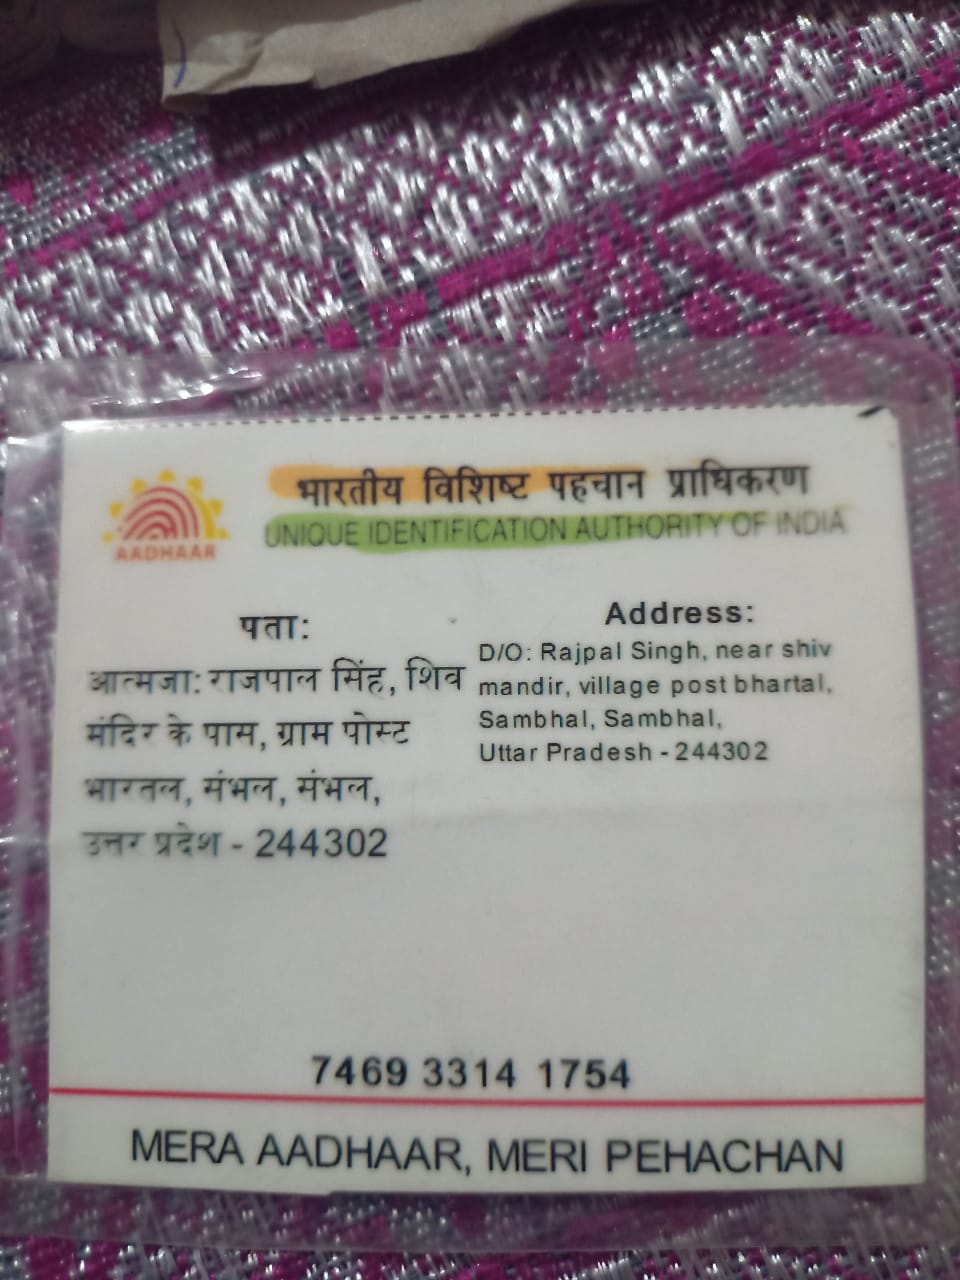 भारतीय विशिष्ट पहचान प्राधिकरण
UNIQUE IDENTIFICATION AUTHORITY OF INDIA
AADHAAR
पता:
आत्मजा: राजपाल सिंह, शिव
मंदिर के पास, ग्राम पोस्ट
भारतल, संभल, संभल,
उत्तर प्रदेश - 244302
Address:
D/O: Rajpal Singh, near shiv
mandir, village post bhartal,
Sambhal, Sambhal,
Uttar Pradesh - 244302
7469 3314 1754
MERA AADHAAR, MERI PEHACHAN